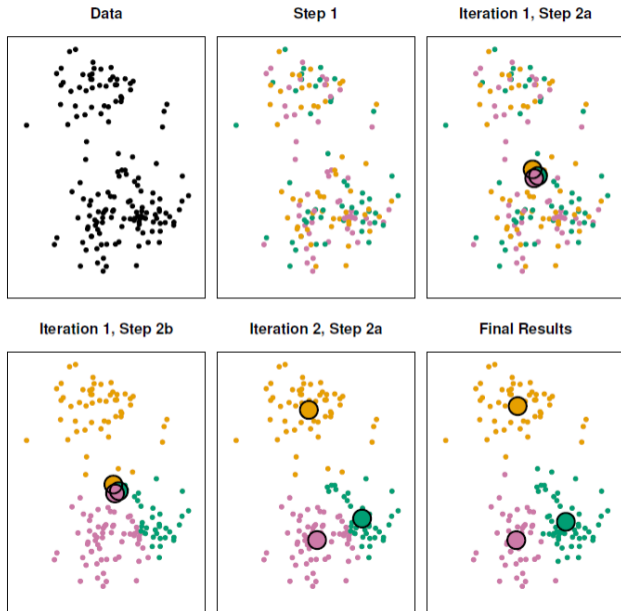 Data
Step 1
Iteration 1, Step 2a
Iteration 1, Step 2b
Iteration 2, Step 2a
Final Results